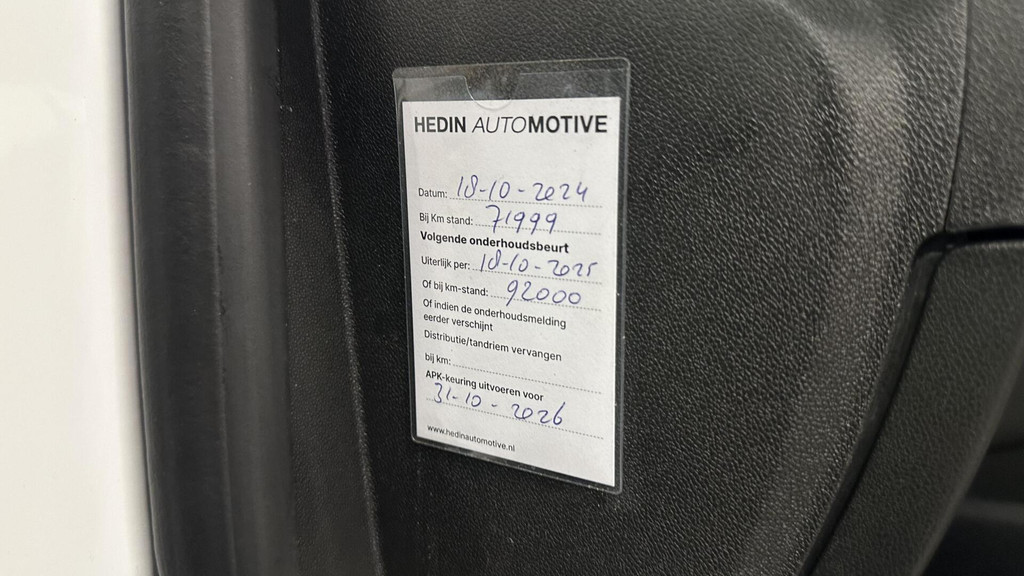 HEDIN AUTOMOTIVE
Datum: 18-10-2024
Bij Km stand: 71999
Volgende onderhoudsbeurt
Uiterlijk per: 18-10-2025
Of bij km-stand: 92000
Of indien de onderhoudsmelding
eerder verschijnt
Distributie/tandriem vervangen
bij km:
APK-keuring uitvoeren voor
31-10-2026
www.hedinautomotive.nl